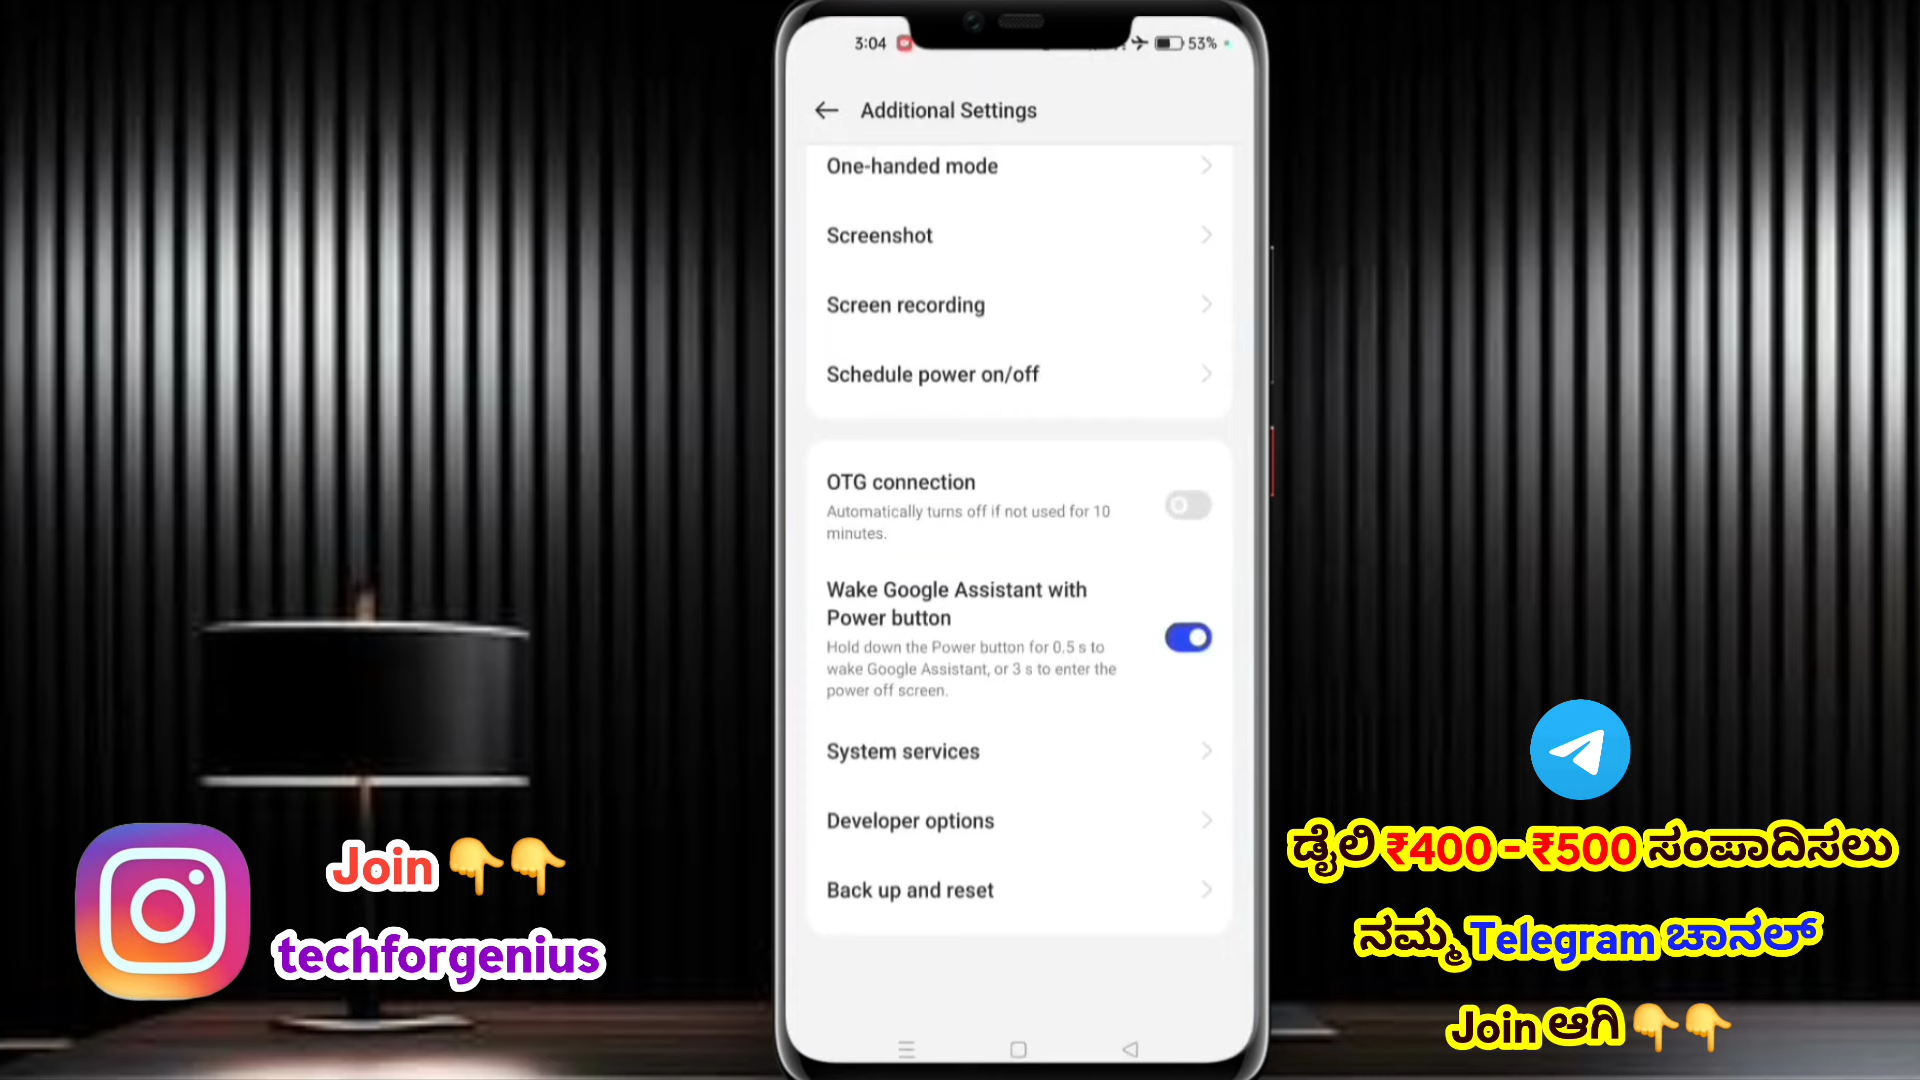 3:04
53%
Additional Settings
One-handed mode
Screenshot
Screen recording
Schedule power on/off
OTG connection
Automatically turns off if not used for 10
minutes.
Wake Google Assistant with
Power button
Hold down the Power button for 0.5 s to
wake Google Assistant, or 3 s to enter the
power off screen.
System services
Developer options
Back up and reset
Join 👇👇
techforgenius
ಡೈಲಿ ₹400 - ₹500 ಸಂಪಾದಿಸಲು
ನಮ್ಮ Telegram ಚಾನಲ್
Join ಆಗಿ 👇👇